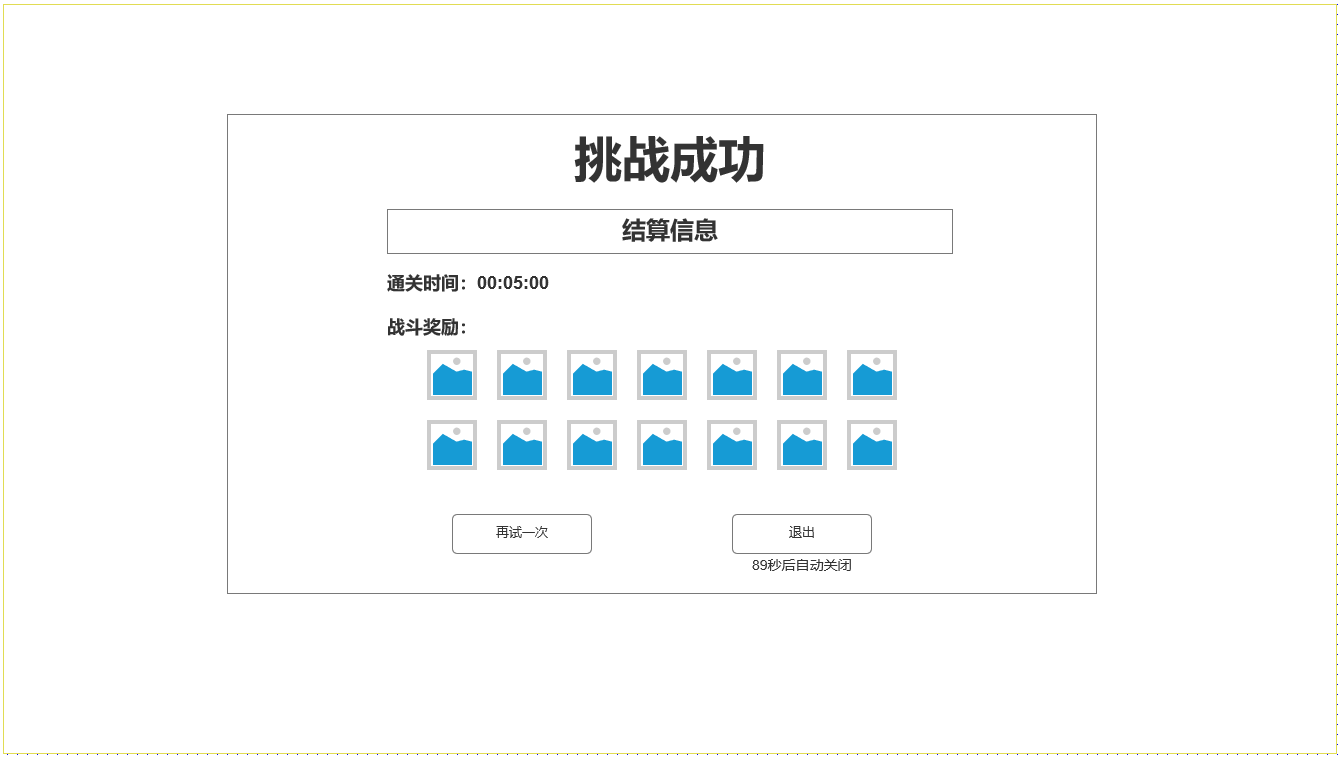 挑战成功
结算信息
通关时间：00:05:00
战斗奖励：
再试一次
退出
89秒后自动关闭